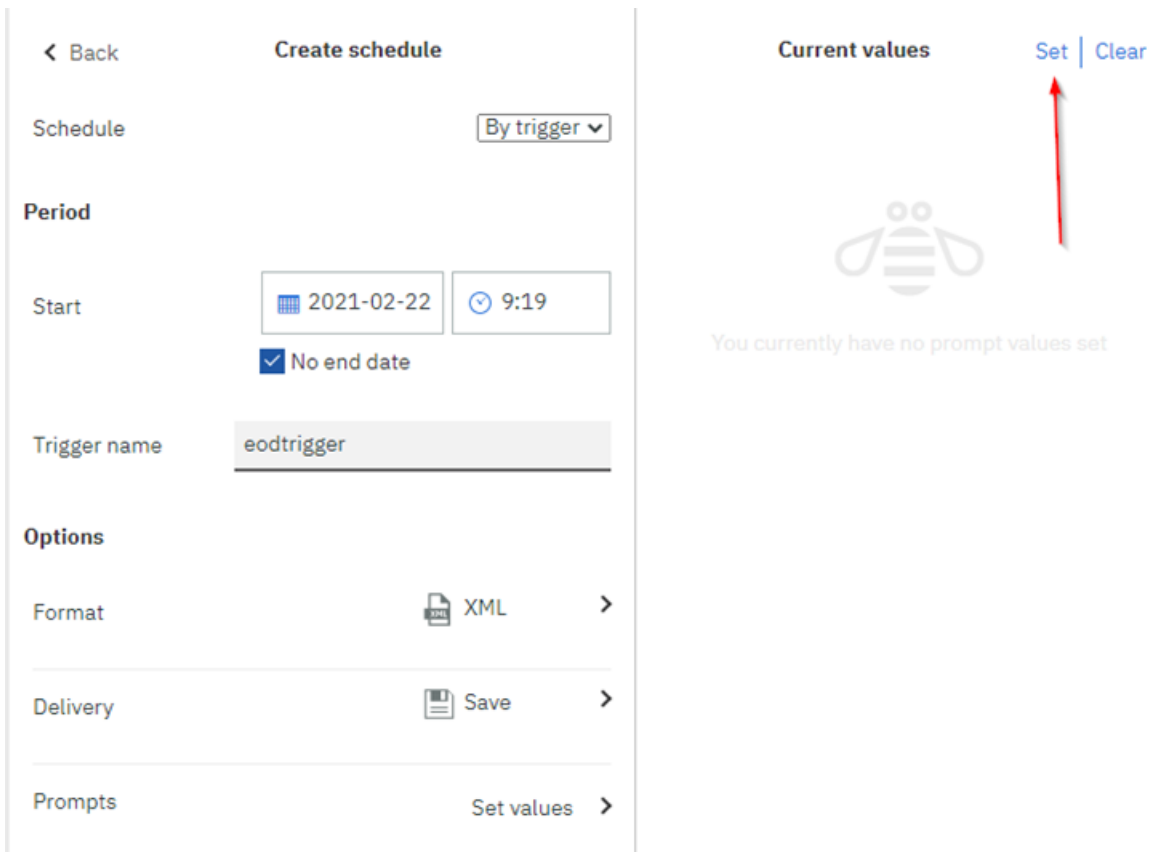 Back
Create schedule
Schedule
By trigger
Period
Start
2021-02-22
9:19
No end date
Trigger name
eodtrigger
Options
Format
XML
XML
Delivery
Save
Prompts
Set values
Current values
Set | Clear
You currently have no prompt values set